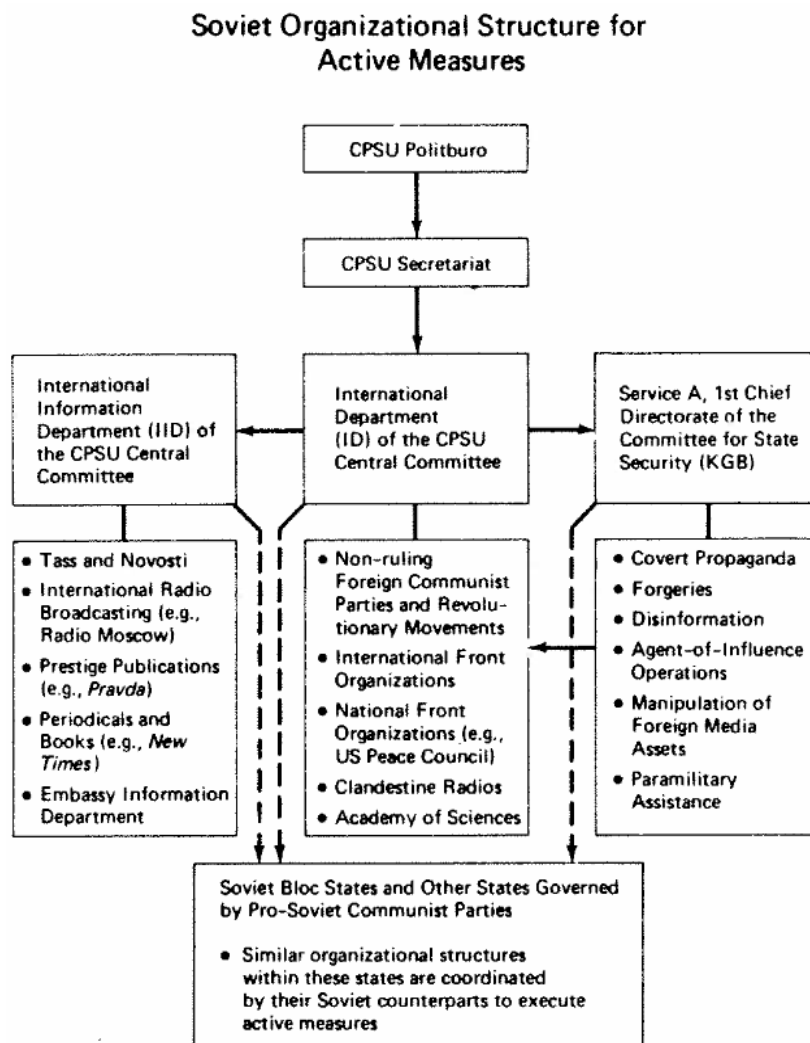 Soviet Organizational Structure for
Active Measures
CPSU Politburo
CPSU Secretariat
International
Information
Department (IID) of
the CPSU Central
Committee
International
Department
(ID) of the CPSU
Central Committee
Service A, 1st Chief
Directorate of the
Committee for State
Security (KGB)
• Tass and Novosti
• International Radio
Broadcasting (e.g.,
Radio Moscow)
• Prestige Publications
(e.g., Pravda)
• Periodicals and
Books (e.g., New
Times)
• Embassy Information
Department
• Non-ruling
Foreign Communist
Parties and Revolu-
tionary Movements
• International Front
Organizations
• National Front
Organizations (e.g.,
US Peace Council)
• Clandestine Radios
• Academy of Sciences
• Covert Propaganda
• Forgeries
• Disinformation
• Agent-of-Influence
Operations
• Manipulation of
Foreign Media
Assets
• Paramilitary
Assistance
Soviet Bloc States and Other States Governed
by Pro-Soviet Communist Parties
• Similar organizational structures
within these states are coordinated
by their Soviet counterparts to execute
active measures